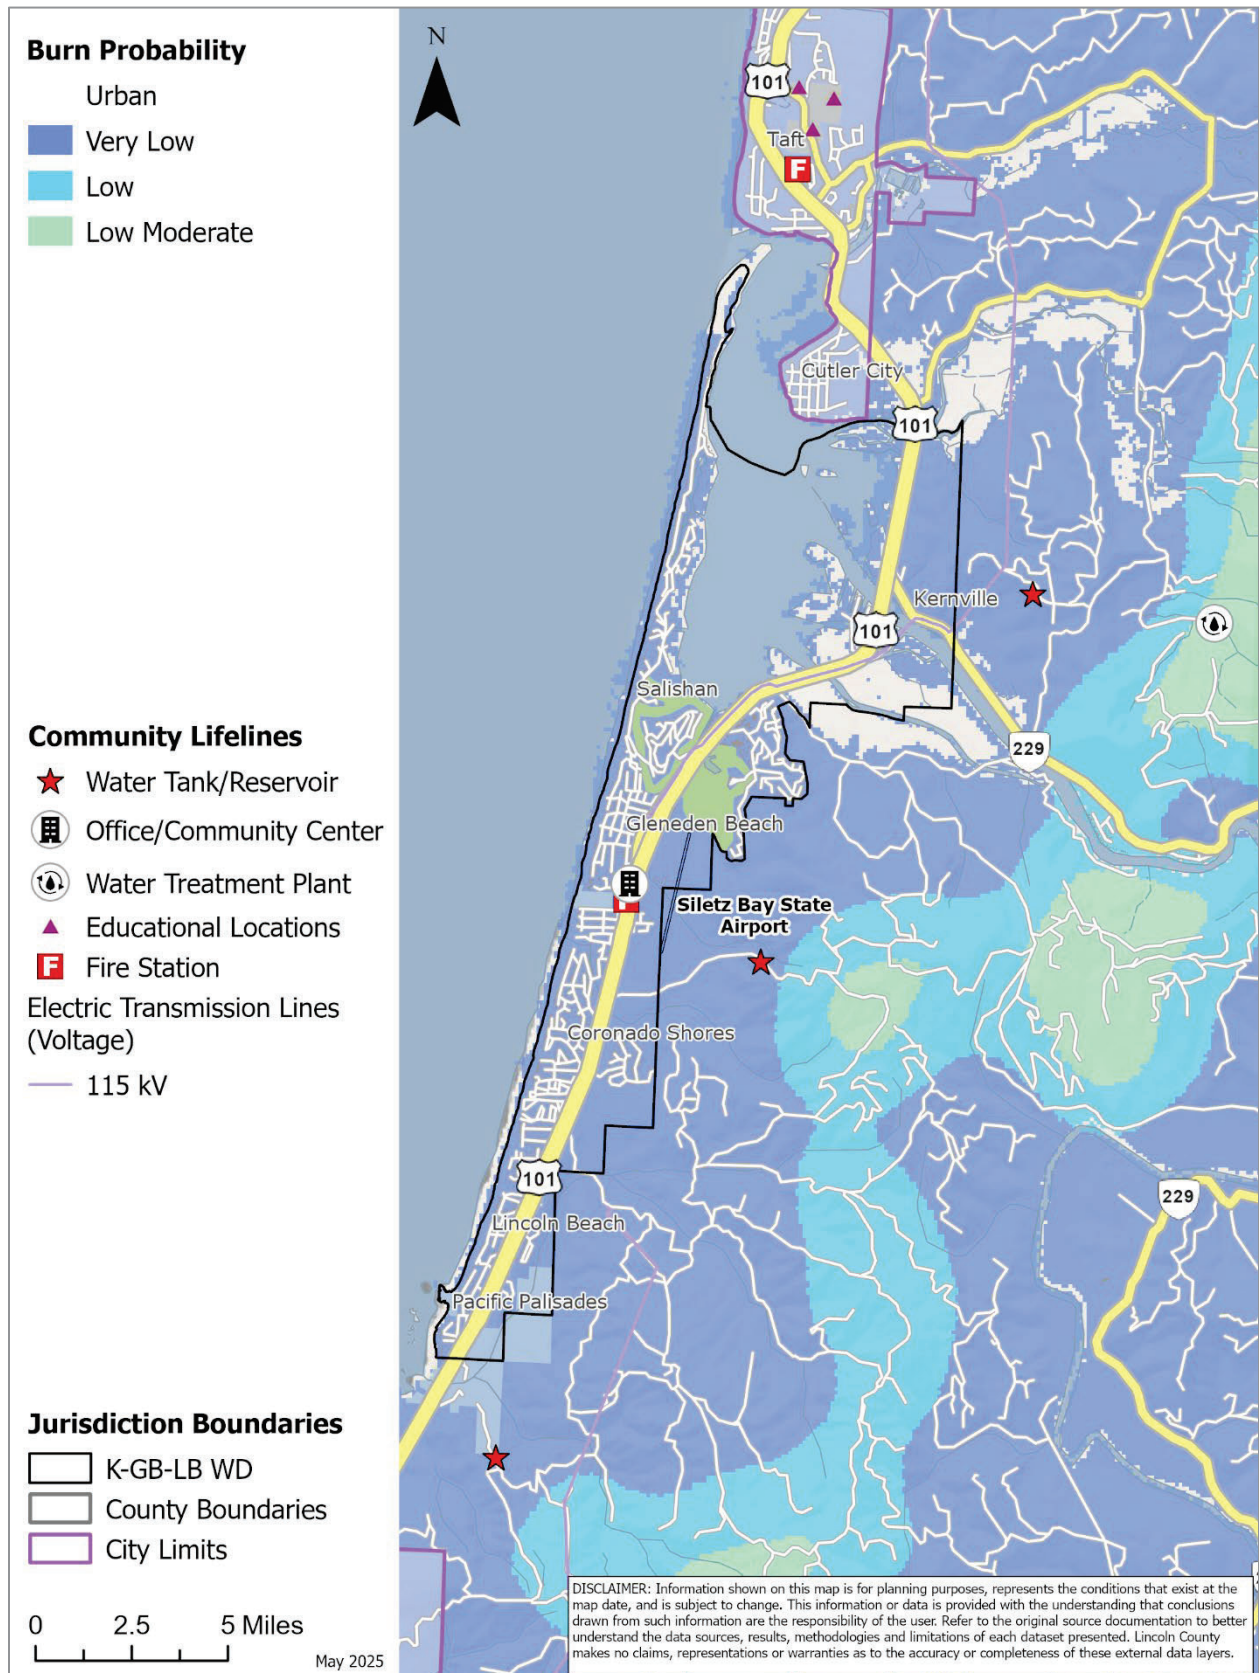 Burn Probability
Urban
Very Low
Low
Low Moderate
Community Lifelines
Water Tank/Reservoir
Office/Community Center
Water Treatment Plant
Educational Locations
F
Fire Station
Electric Transmission Lines
(Voltage)
115 kV
Jurisdiction Boundaries
K-GB-LB WD
County Boundaries
City Limits
0 2.5 5 Miles
May 2025
N
101
Taft
F
Cutler City
101
Kernville
101
Salishan
229
Gleneden Beach
F
Siletz Bay State
Airport
Coronado Shores
101
229
Lincoln Beach
Pacific Palisades
DISCLAIMER: Information shown on this map is for planning purposes, represents the conditions that exist at the
map date, and is subject to change. This information or data is provided with the understanding that conclusions
drawn from such information are the responsibility of the user. Refer to the original source documentation to better
understand the data sources, results, methodologies and limitations of each dataset presented. Lincoln County
makes no claims, representations or warranties as to the accuracy or completeness of these external data layers.